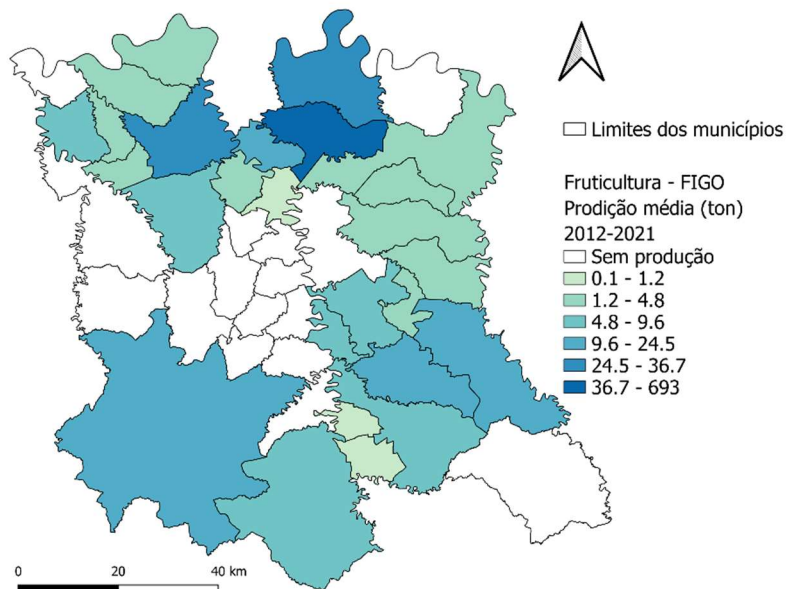 Limites dos municípios
Fruticultura - FIGO
Prodição média (ton)
2012-2021
Sem produção
0.1 - 1.2
1.2 - 4.8
4.8 - 9.6
9.6 - 24.5
24.5 - 36.7
36.7 - 693
0 20 40 km